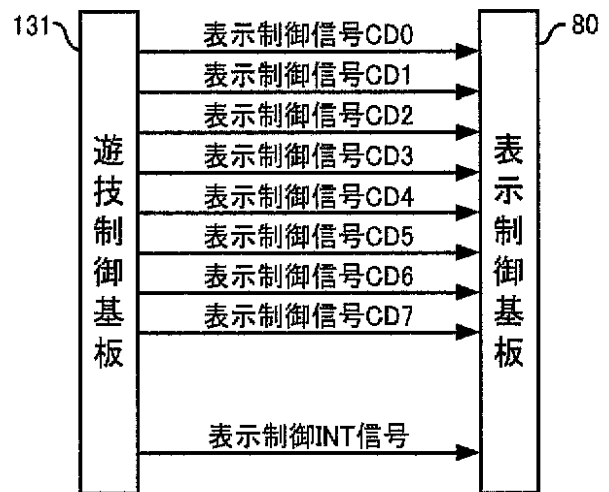 131
80
表示制御信号CD0
表示制御信号CD1
表示制御信号CD2
表示制御信号CD3
表示制御信号CD4
表示制御信号CD5
表示制御信号CD6
表示制御信号CD7
表示制御INT信号
遊技制御基板
表示制御基板